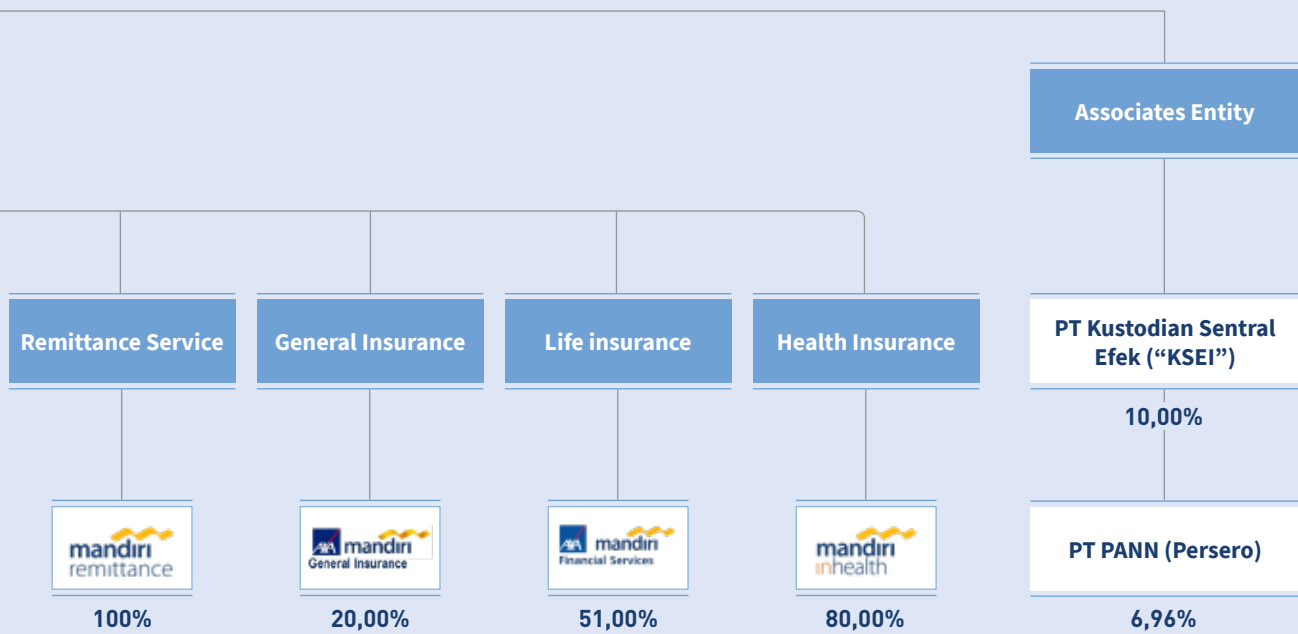 Associates Entity
Remittance Service
General Insurance
Life insurance
Health Insurance
PT Kustodian Sentral
Efek (“KSEI”)
10,00%
mandiri
remittance
AXA mandiri
General Insurance
AXA mandiri
Financial Services
mandiri
inhealth
PT PANN (Persero)
100%
20,00%
51,00%
80,00%
6,96%